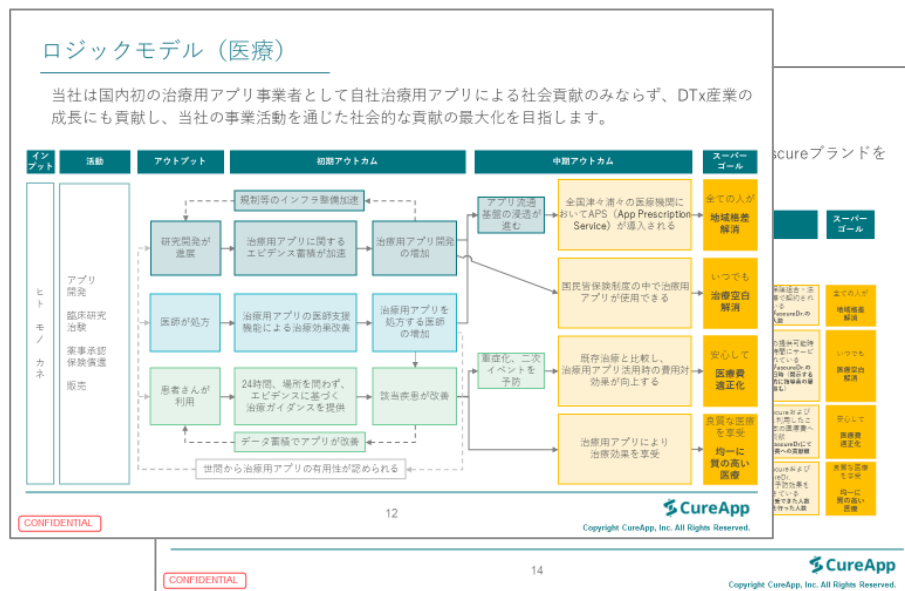 ロジックモデル（医療）
当社は国内初の治療用アプリ事業者として自社治療用アプリによる社会貢献のみならず、DTx産業の
成長にも貢献し、当社の事業活動を通じた社会的な貢献の最大化を目指します。
イン
プット
活動
アウトプット
初期アウトカム
中期アウトカム
スーパー
ゴール
ヒト モノ カネ
アプリ
開発
臨床研究
治験
薬事承認
保険償還
販売
規制等のインフラ整備加速
研究開発が
進展
治療用アプリに関する
エビデンス蓄積が加速
治療用アプリ開発
の増加
アプリ流通
基盤の浸透が
進む
全国津々浦々の医療機関に
おいてAPS（App Prescription
Service）が導入される
全ての人が
地域格差
解消
国民皆保険制度の中で治療用
アプリが使用できる
いつでも
治療空白
解消
医師が処方
治療用アプリの医師支援
機能による治療効果改善
治療用アプリを
処方する医師
の増加
患者さんが
利用
24時間、場所を問わず、
エビデンスに基づく
治療ガイダンスを提供
該当疾患が改善
重症化、二次
イベントを
予防
既存治療と比較し、
治療用アプリ活用時の費用対
効果が向上する
安心して
医療費
適正化
データ蓄積でアプリが改善
世間から治療用アプリの有用性が認められる
治療用アプリにより
治療効果を享受
良質な医療
を享受
均一に
質の高い
医療
CONFIDENTIAL
12
CureApp
Copyright CureApp, Inc. All Rights Reserved.
scureブランドを
スーパー
ゴール
全ての人が
地域格差
解消
いつでも
医療空白
解消
安心して
医療費
適正化
良質な医療
を享受
均一に
質の高い
医療
CONFIDENTIAL
14
CureApp
Copyright CureApp, Inc. All Rights Reserved.